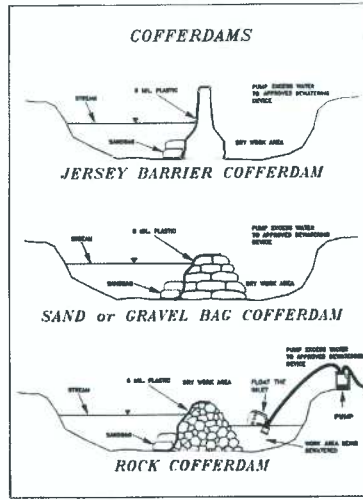 COFFERDAMS
STREAM
6 MIL. PLASTIC
PUMP EXCESS WATER
TO APPROVED DEWATERING
DEVICE
SANDBAG
DRY WORK AREA
JERSEY BARRIER COFFERDAM
STREAM
6 MIL. PLASTIC
PUMP EXCESS WATER
TO APPROVED DEWATERING
DEVICE
SANDBAG
DRY WORK AREA
SAND or GRAVEL BAG COFFERDAM
PUMP EXCESS WATER
TO APPROVED DEWATERING
DEVICE
STREAM
6 MIL. PLASTIC
DRY WORK AREA
FLOAT THE
INLET
PUMP
SANDBAG
WORK AREA BEING
DEWATERED
ROCK COFFERDAM